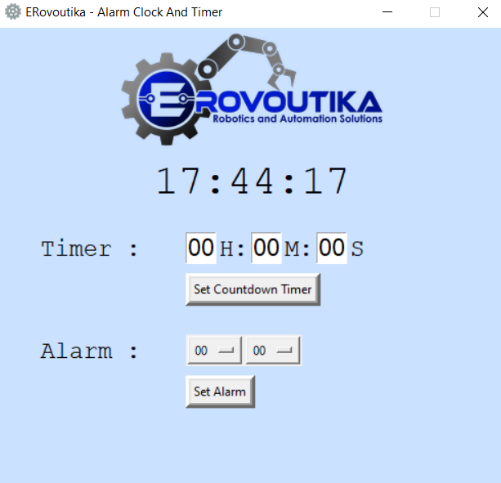 ERovoutika - Alarm Clock And Timer
EROVOUTIKA
Robotics and Automation Solutions
17:44:17
Timer : 00 H: 00 M: 00 S
Set Countdown Timer
Alarm : 00 00
Set Alarm